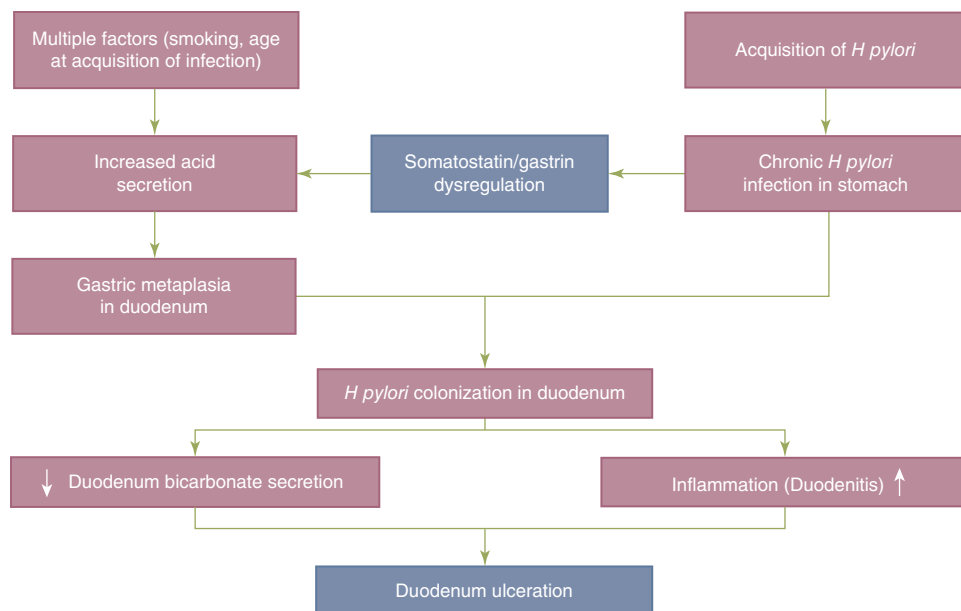 Multiple factors (smoking, age
at acquisition of infection)
Acquisition of H pylori
Increased acid
secretion
Somatostatin/gastrin
dysregulation
Chronic H pylori
infection in stomach
Gastric metaplasia
in duodenum
H pylori colonization in duodenum
↓ Duodenum bicarbonate secretion
Inflammation (Duodenitis) ↑
Duodenum ulceration